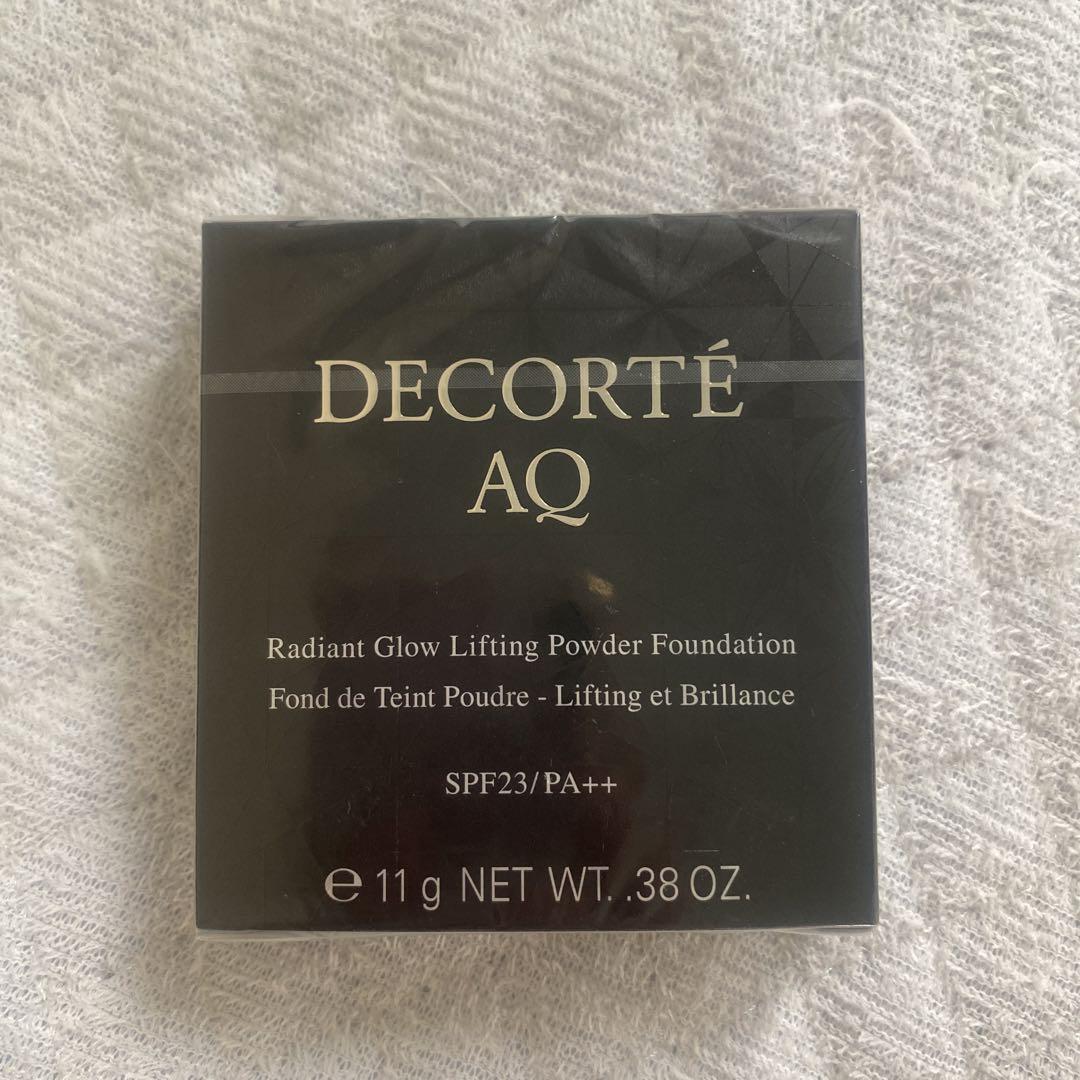 DECORTÉ
AQ
Radiant Glow Lifting Powder Foundation
Fond de Teint Poudre - Lifting et Brillance
SPF23/PA++
℮ 11 g NET WT. .38 OZ.